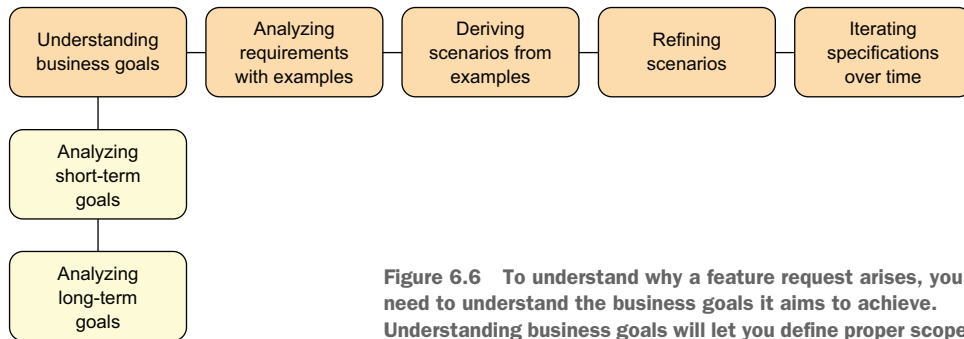 Understanding
business goals
Analyzing
requirements
with examples
Deriving
scenarios from
examples
Refining
scenarios
Iterating
specifications
over time
Analyzing
short-term
goals
Analyzing
long-term
goals
Figure 6.6 To understand why a feature request arises, you
need to understand the business goals it aims to achieve.
Understanding business goals will let you define proper scope